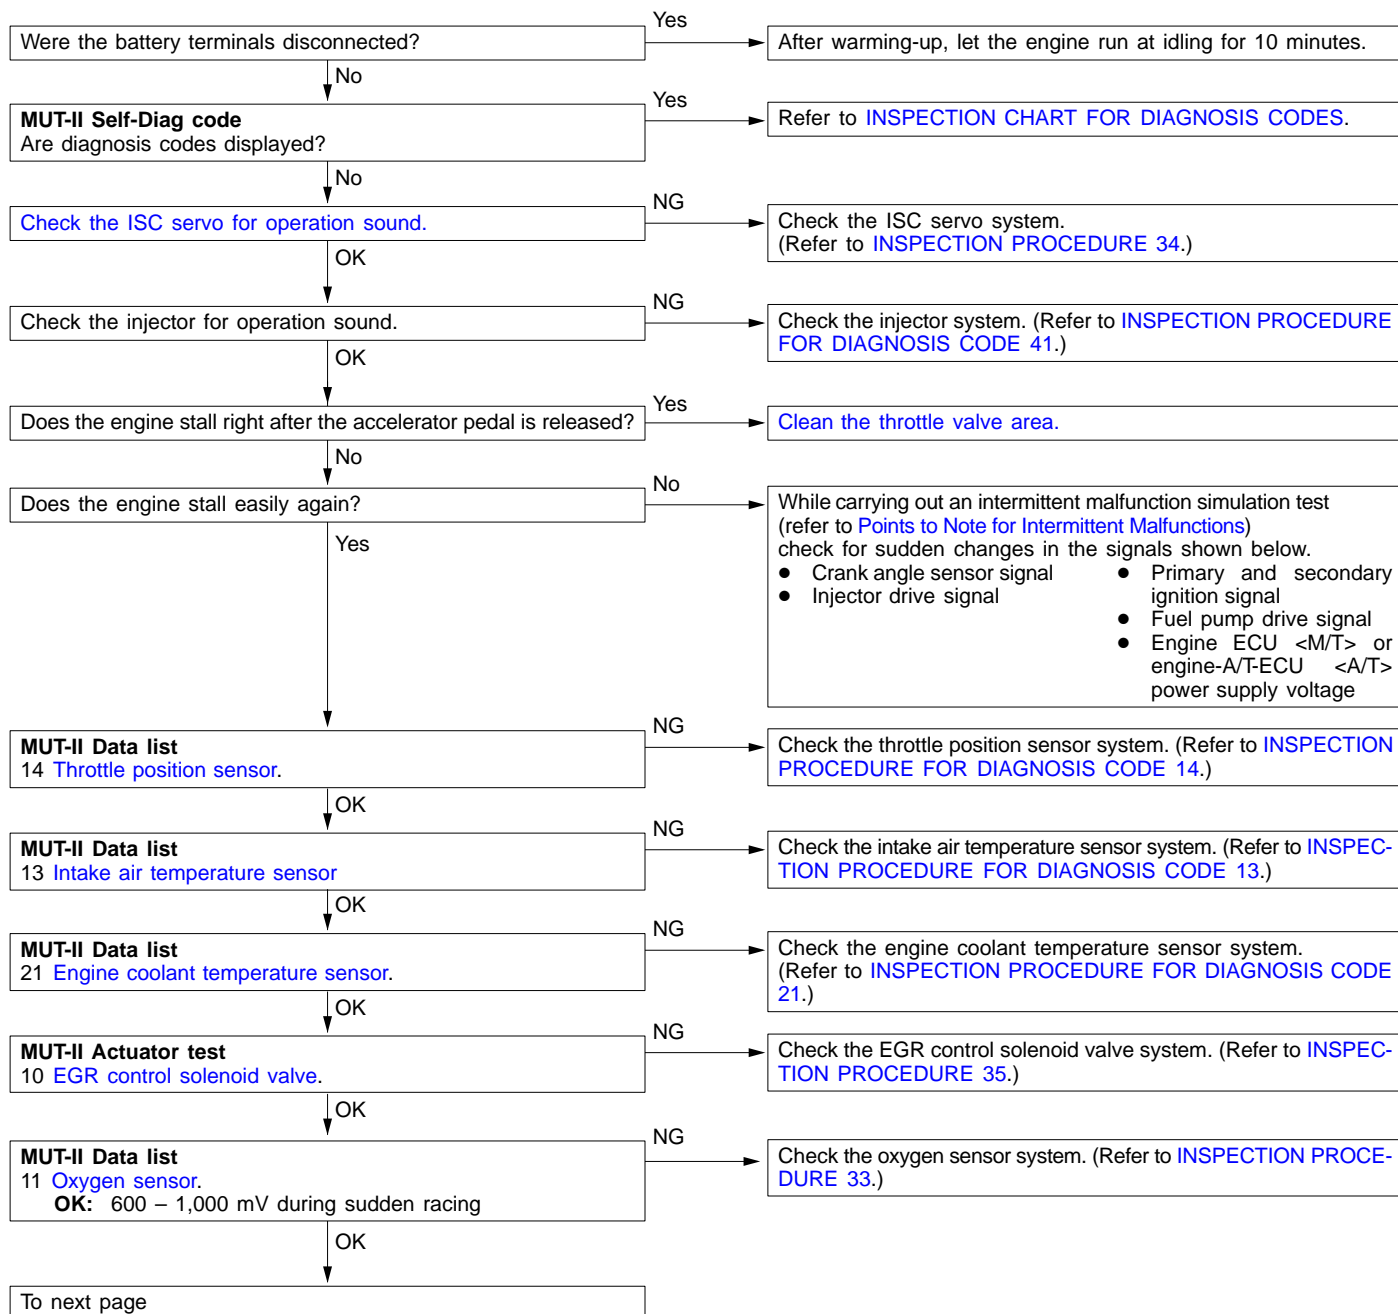 Yes
Were the battery terminals disconnected?
After warming-up, let the engine run at idling for 10 minutes.
No
Yes
MUT-II Self-Diag code
Are diagnosis codes displayed?
Refer to INSPECTION CHART FOR DIAGNOSIS CODES.
No
NG
Check the ISC servo for operation sound.
Check the ISC servo system.
(Refer to INSPECTION PROCEDURE 34.)
OK
NG
Check the injector for operation sound.
Check the injector system. (Refer to INSPECTION PROCEDURE
FOR DIAGNOSIS CODE 41.)
OK
Yes
Does the engine stall right after the accelerator pedal is released?
Clean the throttle valve area.
No
No
Does the engine stall easily again?
While carrying out an intermittent malfunction simulation test
(refer to Points to Note for Intermittent Malfunctions)
check for sudden changes in the signals shown below.
● Crank angle sensor signal
● Injector drive signal
● Primary and secondary
ignition signal
● Fuel pump drive signal
● Engine ECU <M/T> or
engine-A/T-ECU <A/T>
power supply voltage
Yes
NG
MUT-II Data list
14 Throttle position sensor.
Check the throttle position sensor system. (Refer to INSPECTION
PROCEDURE FOR DIAGNOSIS CODE 14.)
OK
NG
MUT-II Data list
13 Intake air temperature sensor
Check the intake air temperature sensor system. (Refer to INSPEC-
TION PROCEDURE FOR DIAGNOSIS CODE 13.)
OK
NG
MUT-II Data list
21 Engine coolant temperature sensor.
Check the engine coolant temperature sensor system.
(Refer to INSPECTION PROCEDURE FOR DIAGNOSIS CODE
21.)
OK
NG
MUT-II Actuator test
10 EGR control solenoid valve.
Check the EGR control solenoid valve system. (Refer to INSPEC-
TION PROCEDURE 35.)
OK
NG
MUT-II Data list
11 Oxygen sensor.
OK: 600 – 1,000 mV during sudden racing
Check the oxygen sensor system. (Refer to INSPECTION PROCE-
DURE 33.)
OK
To next page